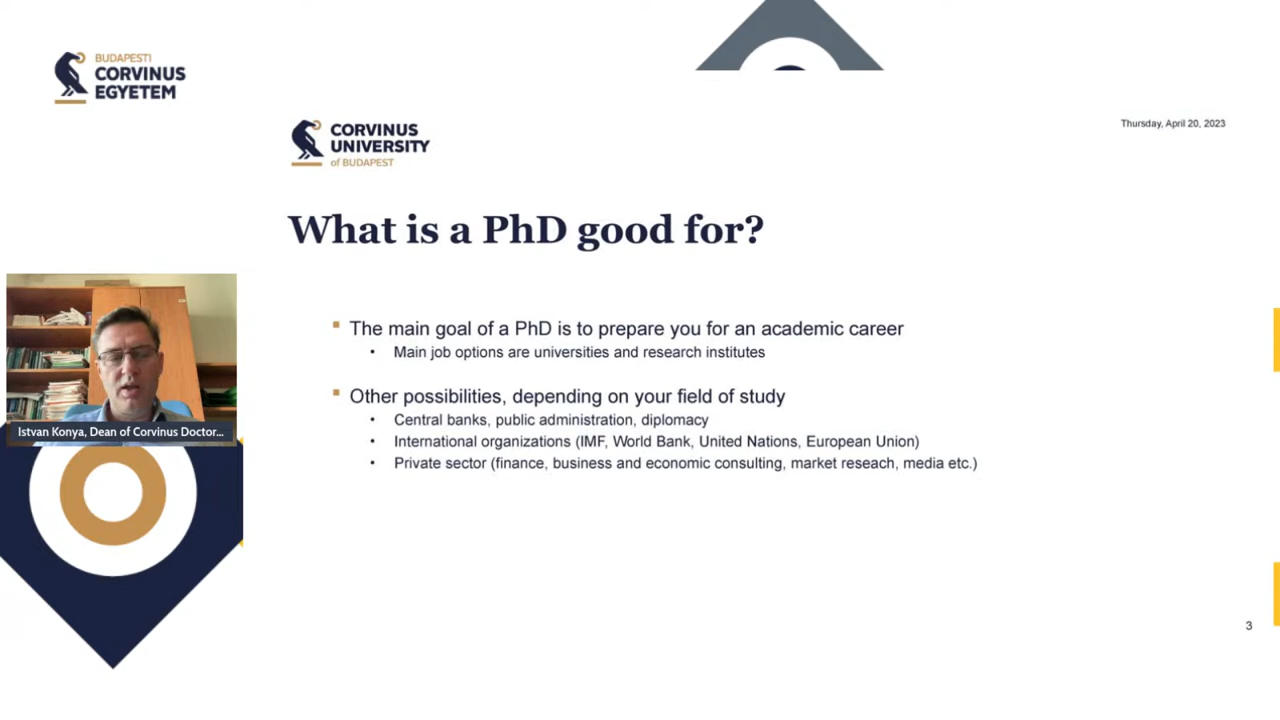 BUDAPESTI
CORVINUS
EGYETEM
CORVINUS
UNIVERSITY
of BUDAPEST
Thursday, April 20, 2023
What is a PhD good for?
The main goal of a PhD is to prepare you for an academic career
• Main job options are universities and research institutes
Other possibilities, depending on your field of study
• Central banks, public administration, diplomacy
• International organizations (IMF, World Bank, United Nations, European Union)
• Private sector (finance, business and economic consulting, market reseach, media etc.)
Istvan Konya, Dean of Corvinus Doctor...
3